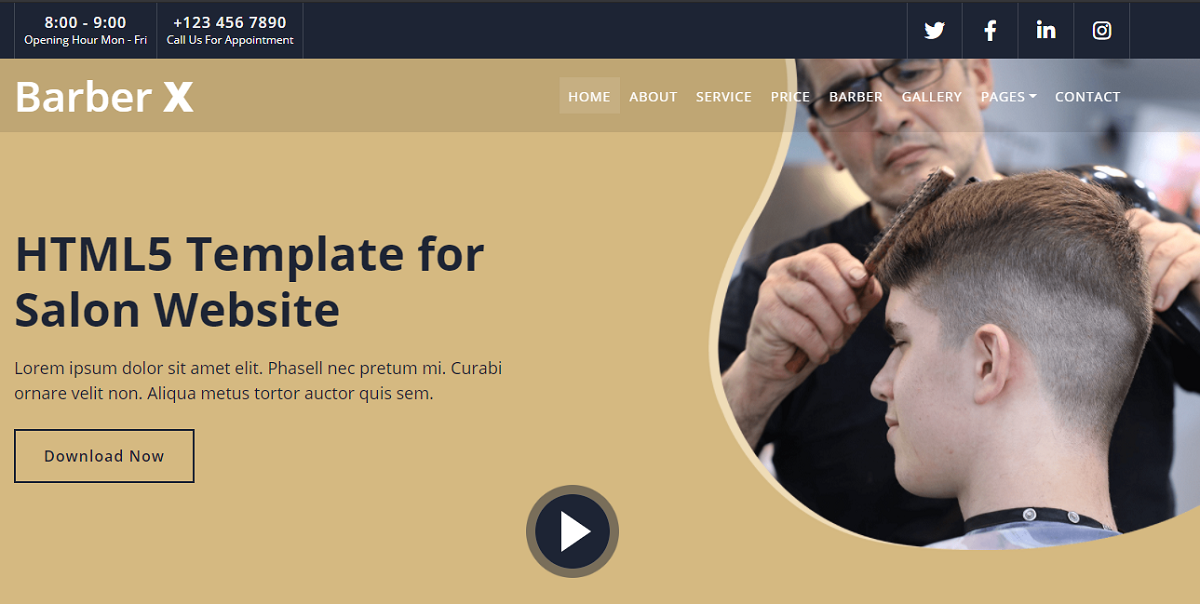 8:00 - 9:00
Opening Hour Mon - Fri
+123 456 7890
Call Us For Appointment
Barber X
HOME ABOUT SERVICE PRICE BARBER GALLERY PAGES CONTACT
HTML5 Template for
Salon Website
Lorem ipsum dolor sit amet elit. Phasell nec pretum mi. Curabi
ornare velit non. Aliqua metus tortor auctor quis sem.
Download Now